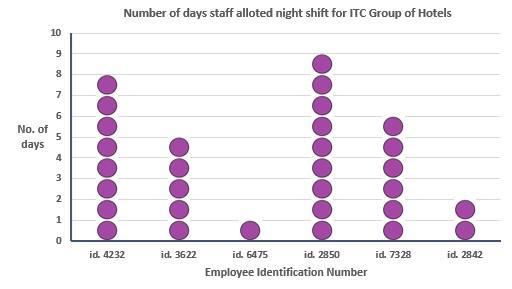 Number of days staff alloted night shift for ITC Group of Hotels
10
9
8
7
6
5
4
3
2
1
0
No. of
days
id. 4232 id. 3622 id. 6475 id. 2850 id. 7328 id. 2842
Employee Identification Number